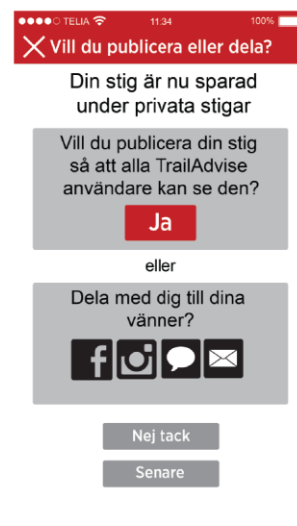 TELIA 11:34 100%
Vill du publicera eller dela?
Din stig är nu sparad
under privata stigar
Vill du publicera din stig
så att alla TrailAdvise
användare kan se den?
Ja
eller
Dela med dig till dina
vänner?
Nej tack
Senare